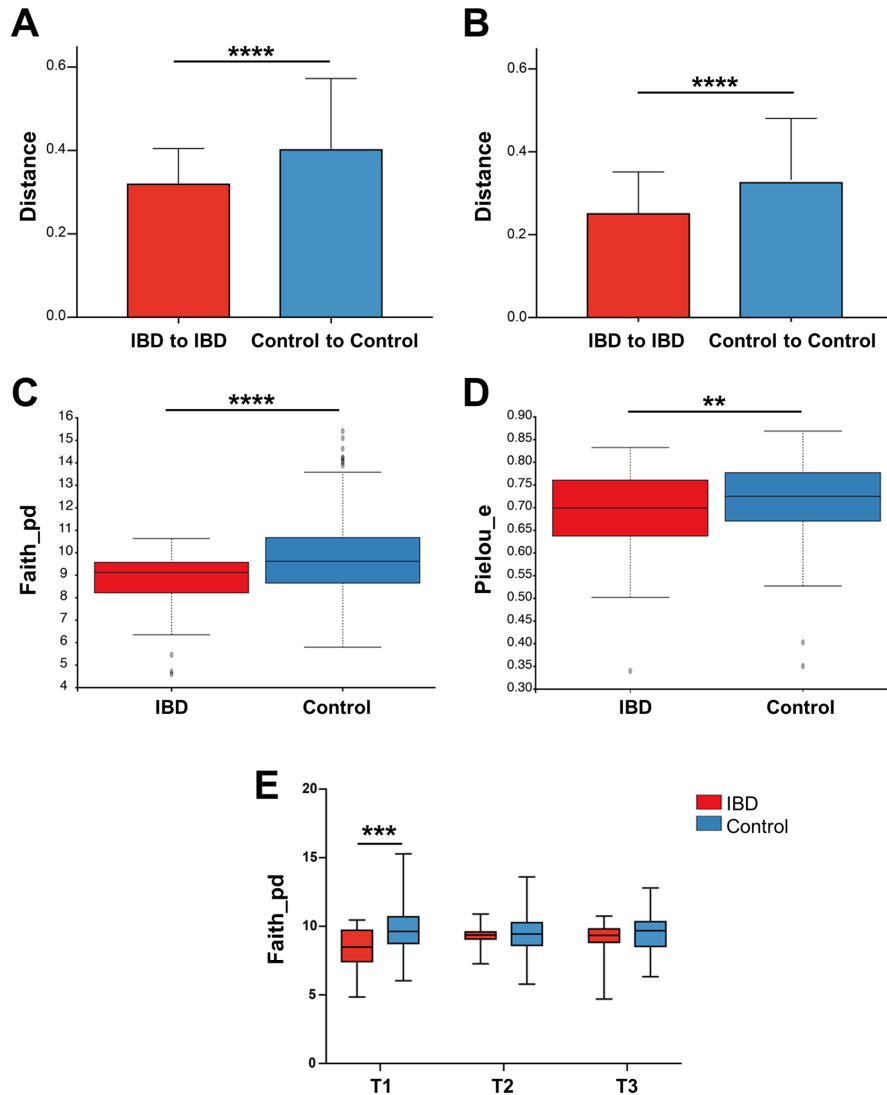 A
****
Distance
0.6
0.4
0.2
0.0
IBD to IBD Control to Control
B
****
Distance
0.6
0.4
0.2
0.0
IBD to IBD Control to Control
C
****
Faith_pd
16
15
14
13
12
11
10
9
8
7
6
5
4
IBD Control
D
**
Pielou_e
0.90
0.85
0.80
0.75
0.70
0.65
0.60
0.55
0.50
0.45
0.40
0.35
0.30
IBD Control
E
***
Faith_pd
20
15
10
5
0
T1 T2 T3
IBD
Control